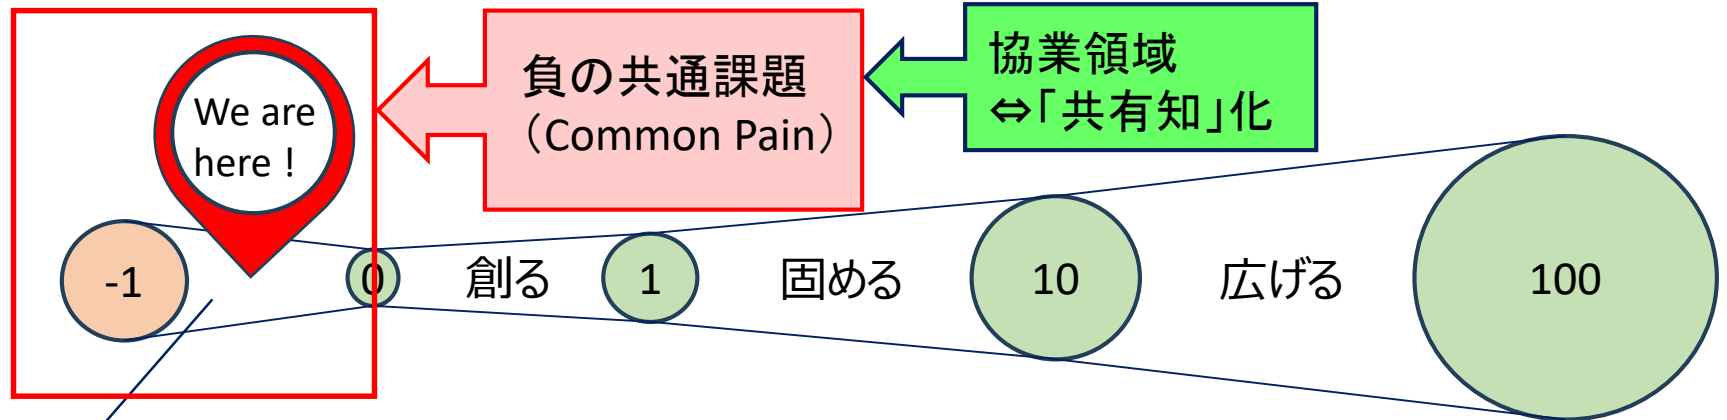 We are
here !
負の共通課題
（Common Pain）
協業領域
⇔「共有知」化
-1
0
創る
1
固める
10
広げる
100